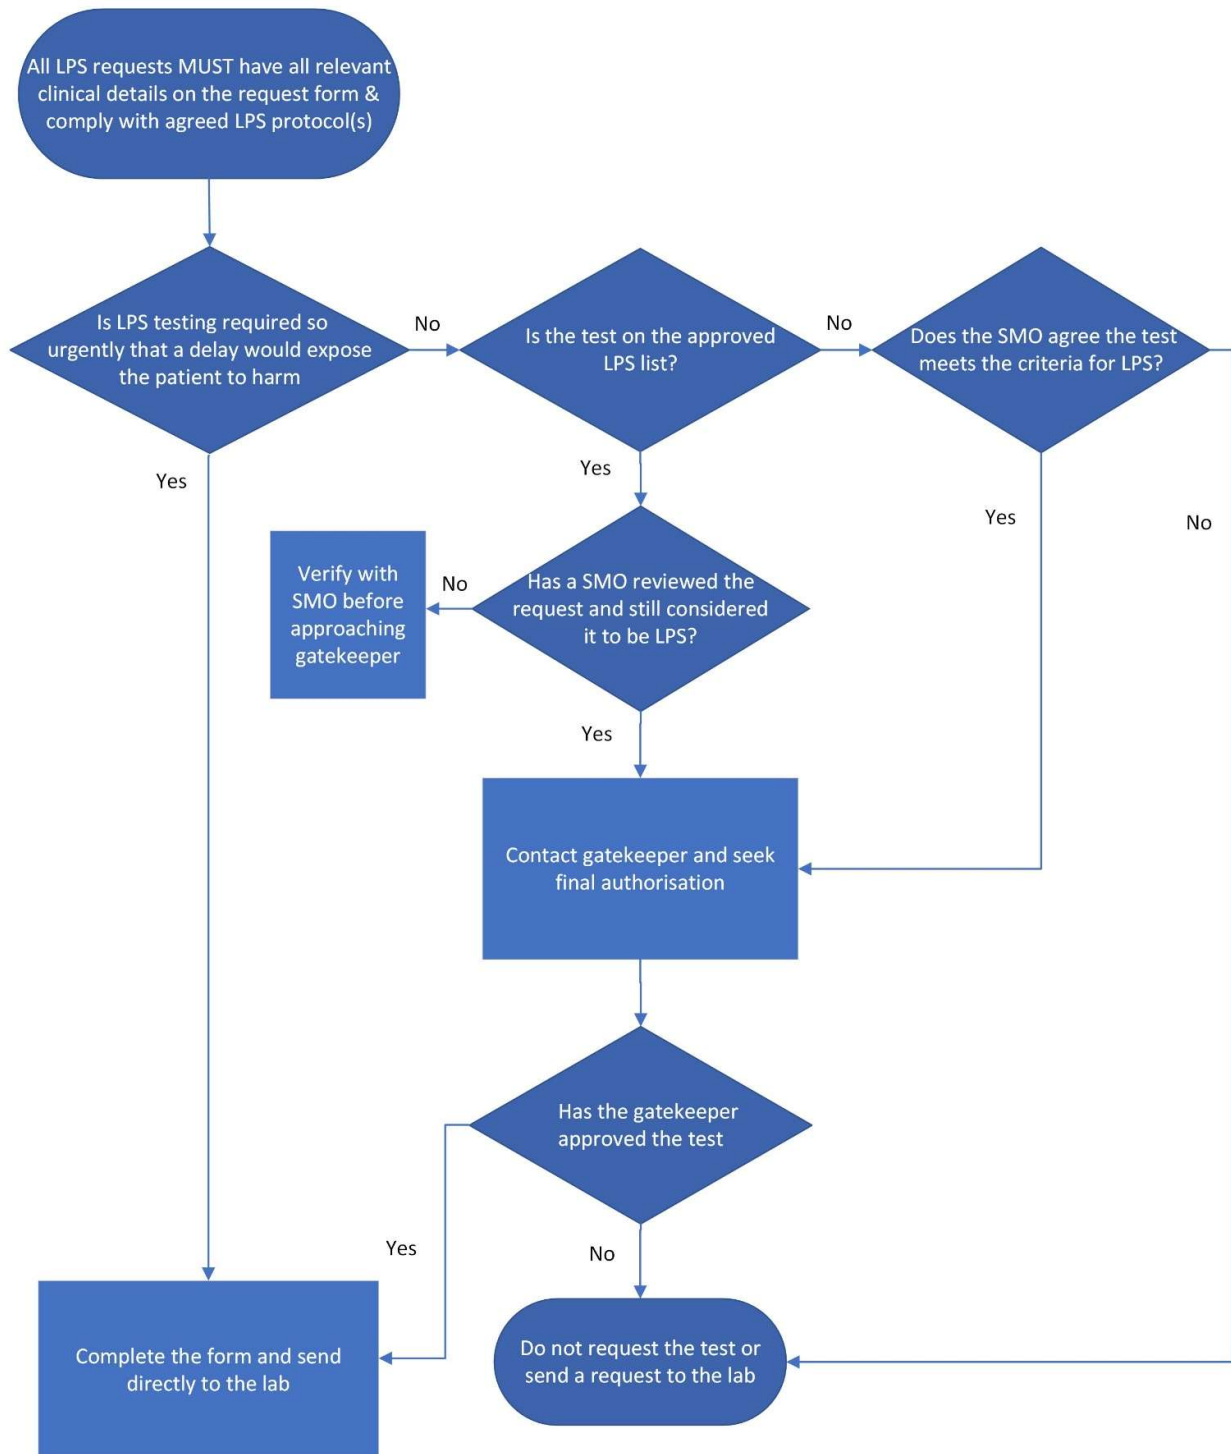 All LPS requests MUST have all relevant
clinical details on the request form &
comply with agreed LPS protocol(s)
Is LPS testing required so
urgently that a delay would expose
the patient to harm
No
Is the test on the approved
LPS list?
No
Does the SMO agree the test
meets the criteria for LPS?
Yes
Yes
Yes
No
Verify with
SMO before
approaching
gatekeeper
No
Has a SMO reviewed the
request and still considered
it to be LPS?
Yes
Contact gatekeeper and seek
final authorisation
Has the gatekeeper
approved the test
Yes
No
Complete the form and send
directly to the lab
Do not request the test or
send a request to the lab